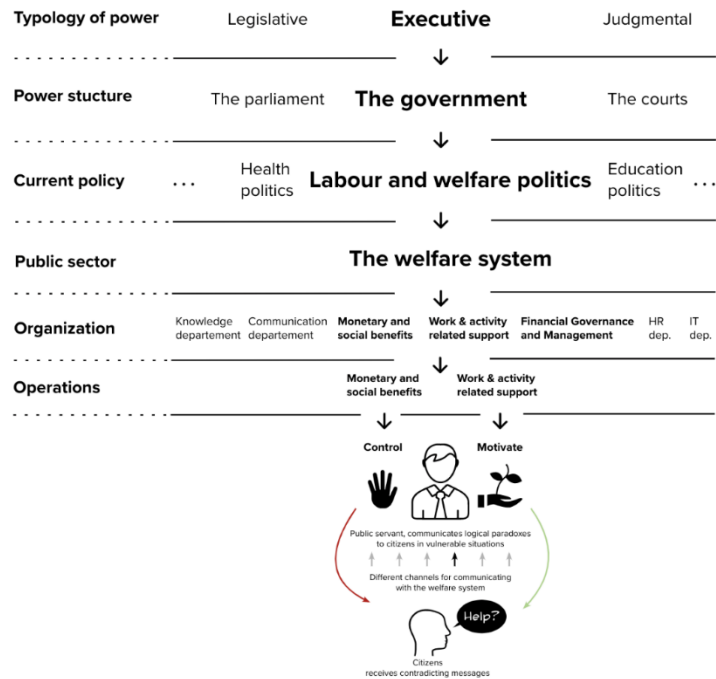 Typology of power Legislative Executive Judgmental
Power stucture The parliament The government The courts
Current policy ... Health politics Labour and welfare politics Education politics ...
Public sector The welfare system
Organization Knowledge departement Communication departement Monetary and social benefits Work & activity related support Financial Governance and Management HR dep. IT dep.
Operations Monetary and social benefits Work & activity related support
Control Motivate
Public servant, communicates logical paradoxes
to citizens in vulnerable situations
Different channels for communicating
with the welfare system
Help?
Citizens
receives contradicting messages